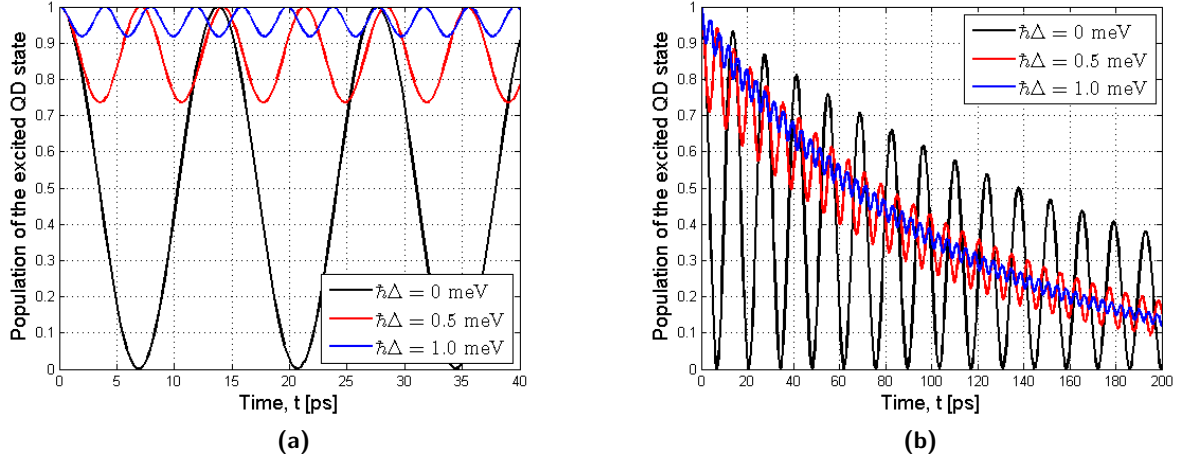 Population of the excited QD state
1
0.9
0.8
0.7
0.6
0.5
0.4
0.3
0.2
0.1
0
0 5 10 15 20 25 30 35 40
Time, t [ps]
ħΔ = 0 meV
ħΔ = 0.5 meV
ħΔ = 1.0 meV
(a)
Population of the excited QD state
1
0.9
0.8
0.7
0.6
0.5
0.4
0.3
0.2
0.1
0
0 20 40 60 80 100 120 140 160 180 200
Time, t [ps]
ħΔ = 0 meV
ħΔ = 0.5 meV
ħΔ = 1.0 meV
(b)